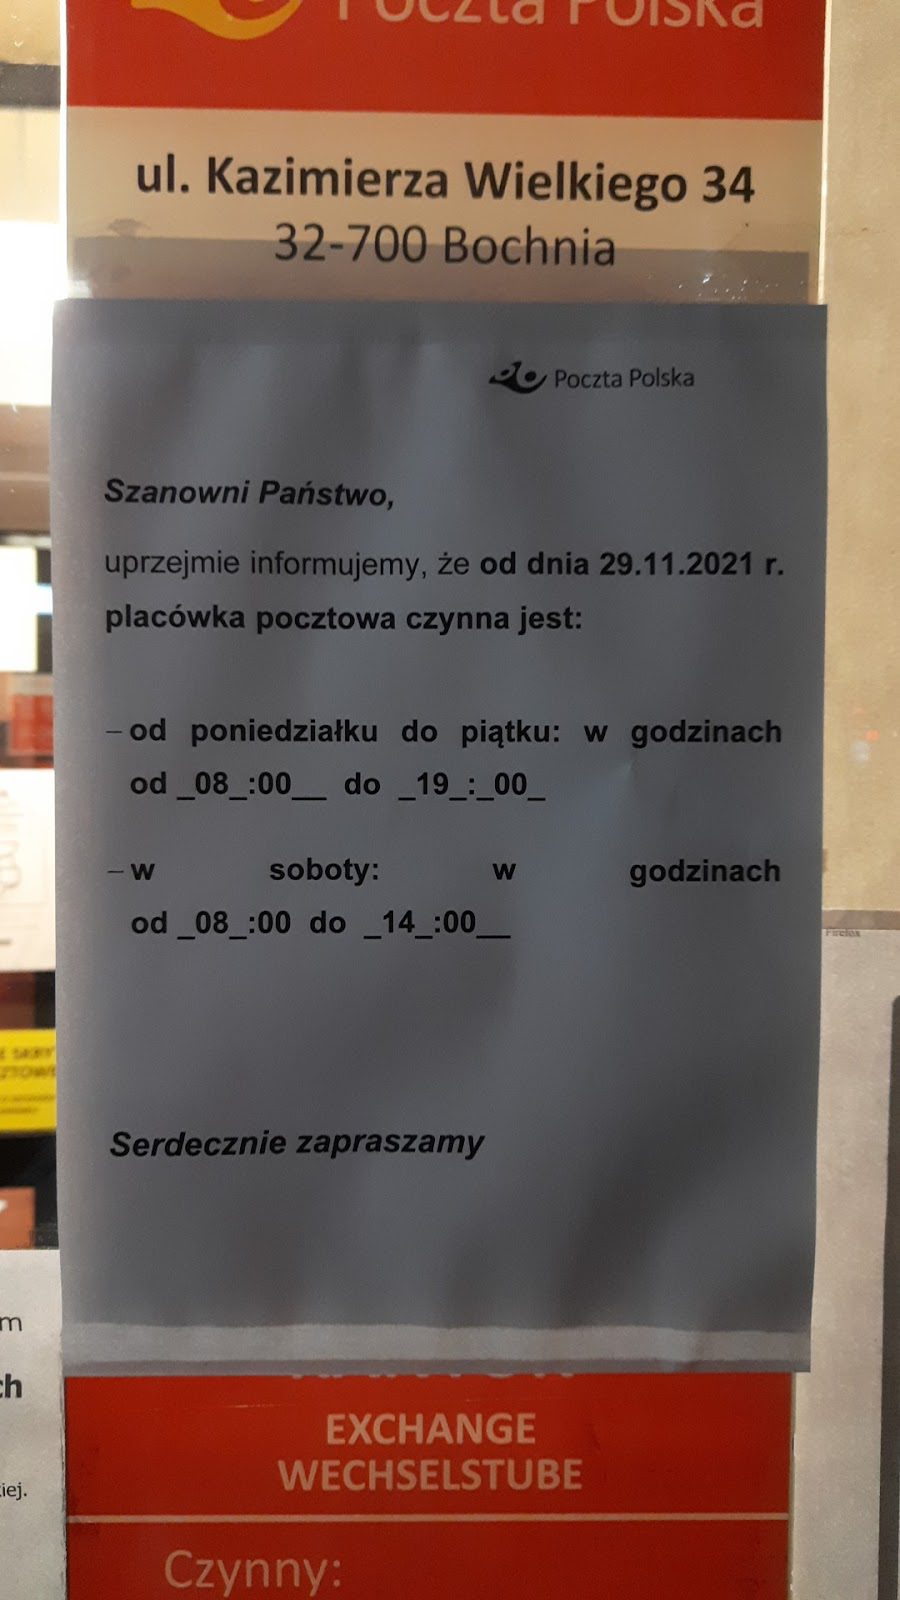 Poczta Polska
ul. Kazimierza Wielkiego 34
32-700 Bochnia
Poczta Polska
Szanowni Państwo,
uprzejmie informujemy, że od dnia 29.11.2021 r.
placówka pocztowa czynna jest:
– od poniedziałku do piątku: w godzinach
od _08_:00__ do _19_:_00_
– w soboty: w godzinach
od _08_:00 do _14_:00__
Serdecznie zapraszamy
EXCHANGE
WECHSELSTUBE
Czynny:
Firefox